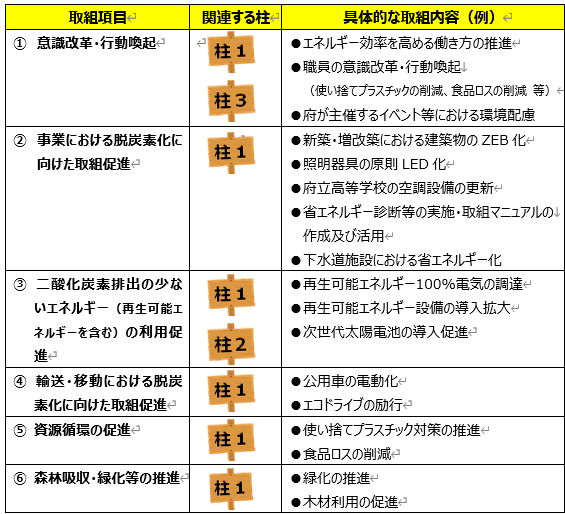 取組項目 関連する柱 具体的な取組内容（例）
① 意識改革・行動喚起
柱１
柱３
●エネルギー効率を高める働き方の推進
●職員の意識改革・行動喚起
（使い捨てプラスチックの削減、食品ロスの削減 等）
●府が主催するイベント等における環境配慮
② 事業における脱炭素化に
向けた取組促進
柱１
●新築・増改築における建築物の ZEB 化
●照明器具の原則 LED 化
●府立高等学校の空調設備の更新
●省エネルギー診断等の実施・取組マニュアルの
作成及び活用
●下水道施設における省エネルギー化
③ 二酸化炭素排出の少な
いエネルギー（再生可能エ
ネルギーを含む）の利用促
進
柱１
柱２
●再生可能エネルギー100％電気の調達
●再生可能エネルギー設備の導入拡大
●次世代太陽電池の導入促進
④ 輸送・移動における脱炭
素化に向けた取組促進
柱１
●公用車の電動化
●エコドライブの励行
⑤ 資源循環の促進
柱１
●使い捨てプラスチック対策の推進
●食品ロスの削減
⑥ 森林吸収・緑化等の推進
柱１
●緑化の推進
●木材利用の促進